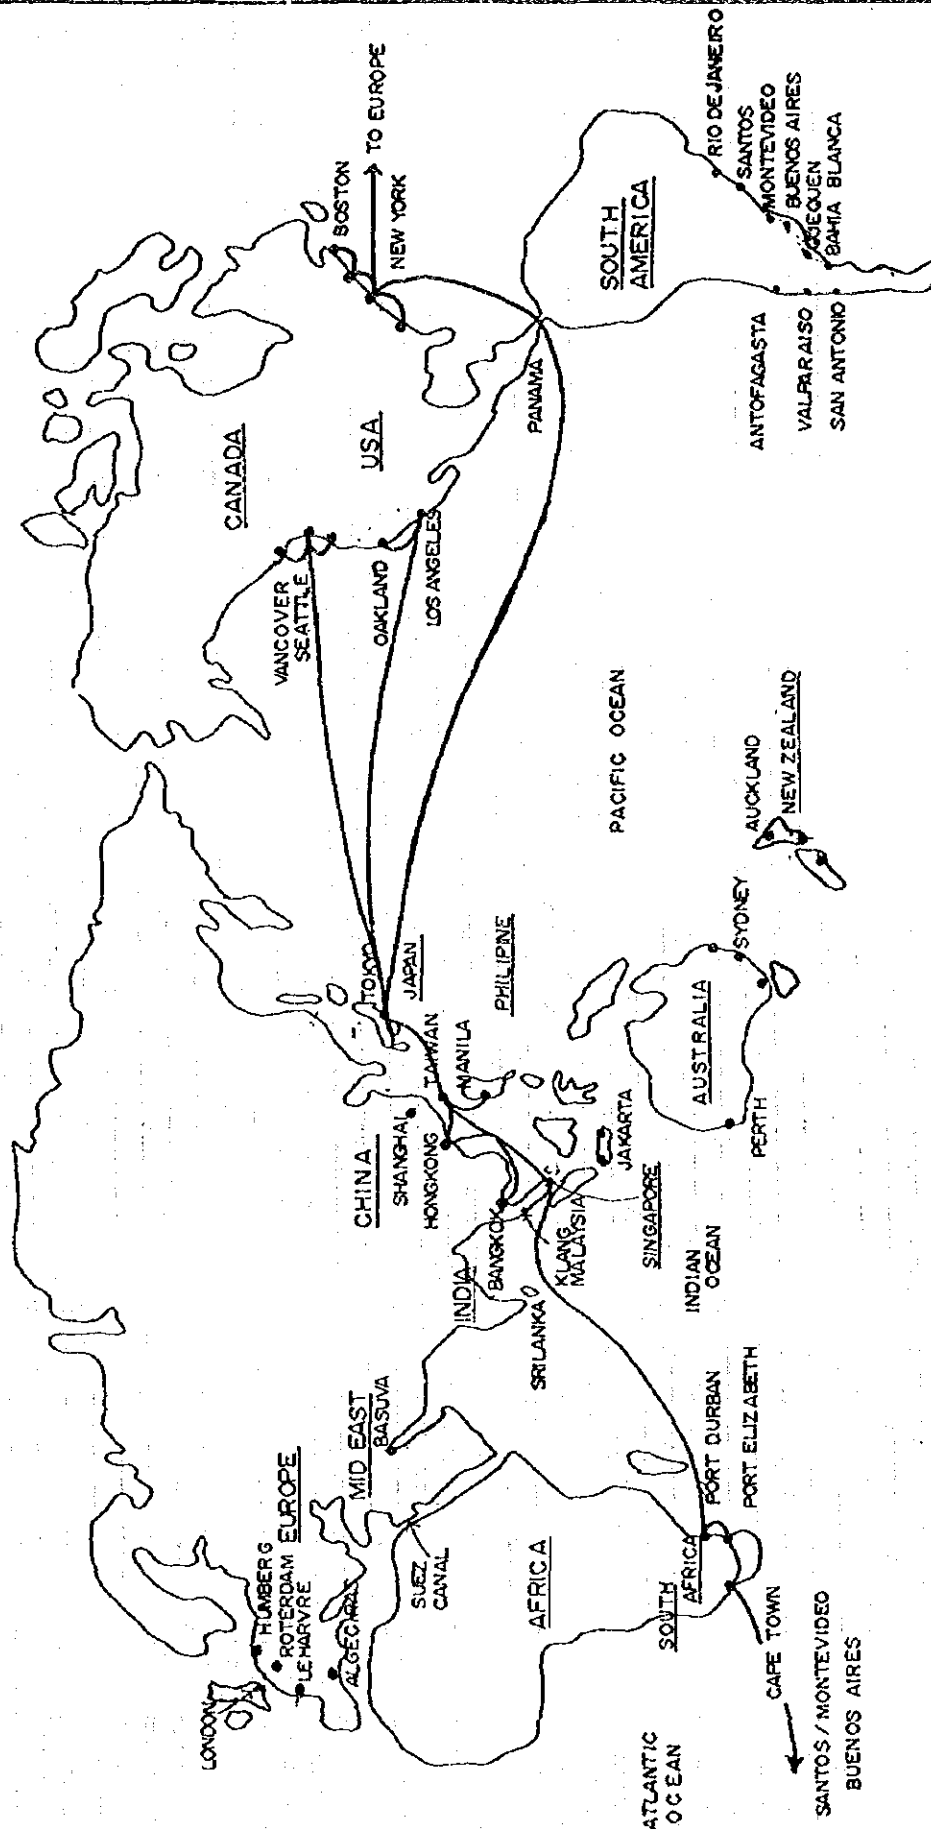 LONDON
HUMBERG
ROTERDAM
LEHARVRE
EUROPE
ALGECIRAS
MID EAST
BASUVA
SUEZ
CANAL
AFRICA
SOUTH
AFRICA
PORT DURBAN
PORT ELIZABETH
CAPE TOWN
SANTOS / MONTEVIDEO
BUENOS AIRES
ATLANTIC
OCEAN
INDIA
SRILANKA
INDIAN
OCEAN
CHINA
SHANGHAI
HONGKONG
BANGKOK
KLANG
MALAYSIA
SINGAPORE
JAKARTA
TAIWAN
MANILA
PHILIPINE
TOKYO
JAPAN
AUSTRALIA
PERTH
SYDNEY
AUCKLAND
NEW ZEALAND
PACIFIC OCEAN
CANADA
VANCOVER
SEATTLE
USA
OAKLAND
LOS ANGELES
BOSTON
TO EUROPE
NEW YORK
PANAMA
SOUTH
AMERICA
ANTOFAGASTA
VALPARAISO
SAN ANTONIO
RIO DE JANEIRO
SANTOS
MONTEVIDEO
BUENOS AIRES
QUEQUEN
BAHIA BLANCA